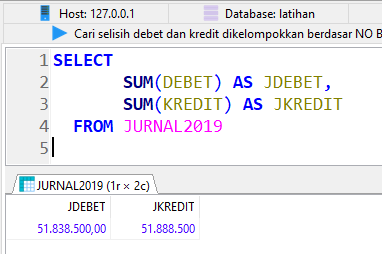 Host: 127.0.0.1 Database: latihan
Cari selisih debet dan kredit dikelompokkan berdasar NO B
1 SELECT
2 SUM(DEBET) AS JDEBET,
3 SUM(KREDIT) AS JKREDIT
4 FROM JURNAL2019
5
JURNAL2019 (1r × 2c)
JDEBET JKREDIT
51.838.500,00 51.888.500